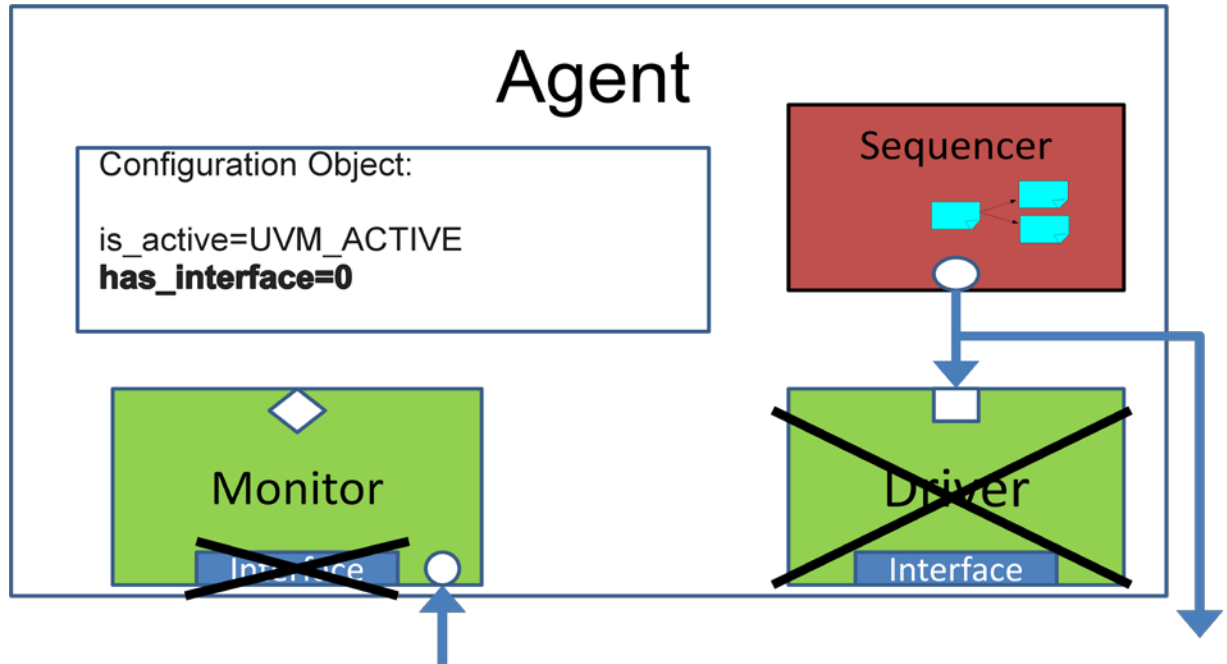 Agent
Configuration Object:
is_active=UVM_ACTIVE
has_interface=0
Sequencer
Monitor
Interface
Driver
Interface